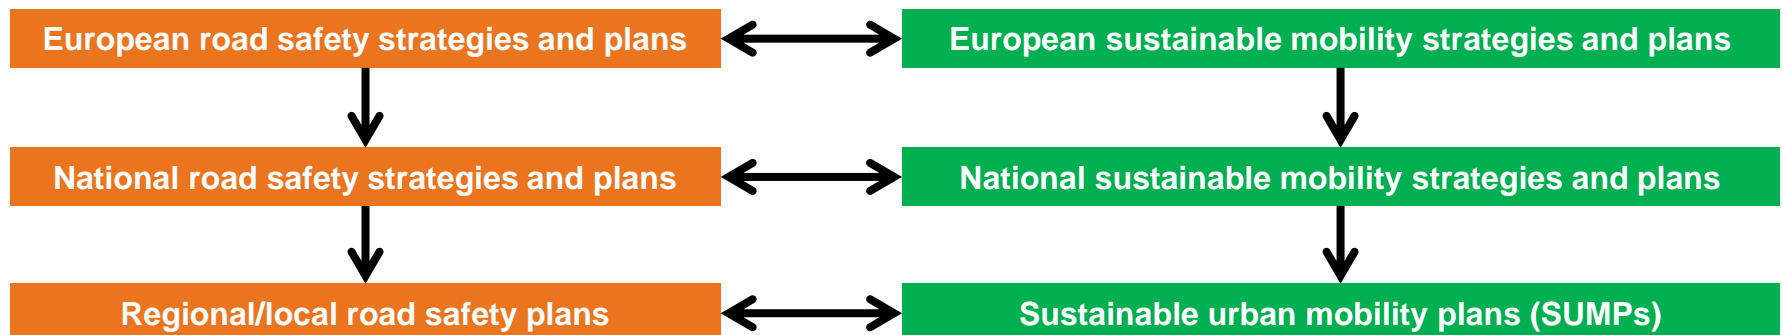 European road safety strategies and plans
European sustainable mobility strategies and plans
National road safety strategies and plans
National sustainable mobility strategies and plans
Regional/local road safety plans
Sustainable urban mobility plans (SUMPs)